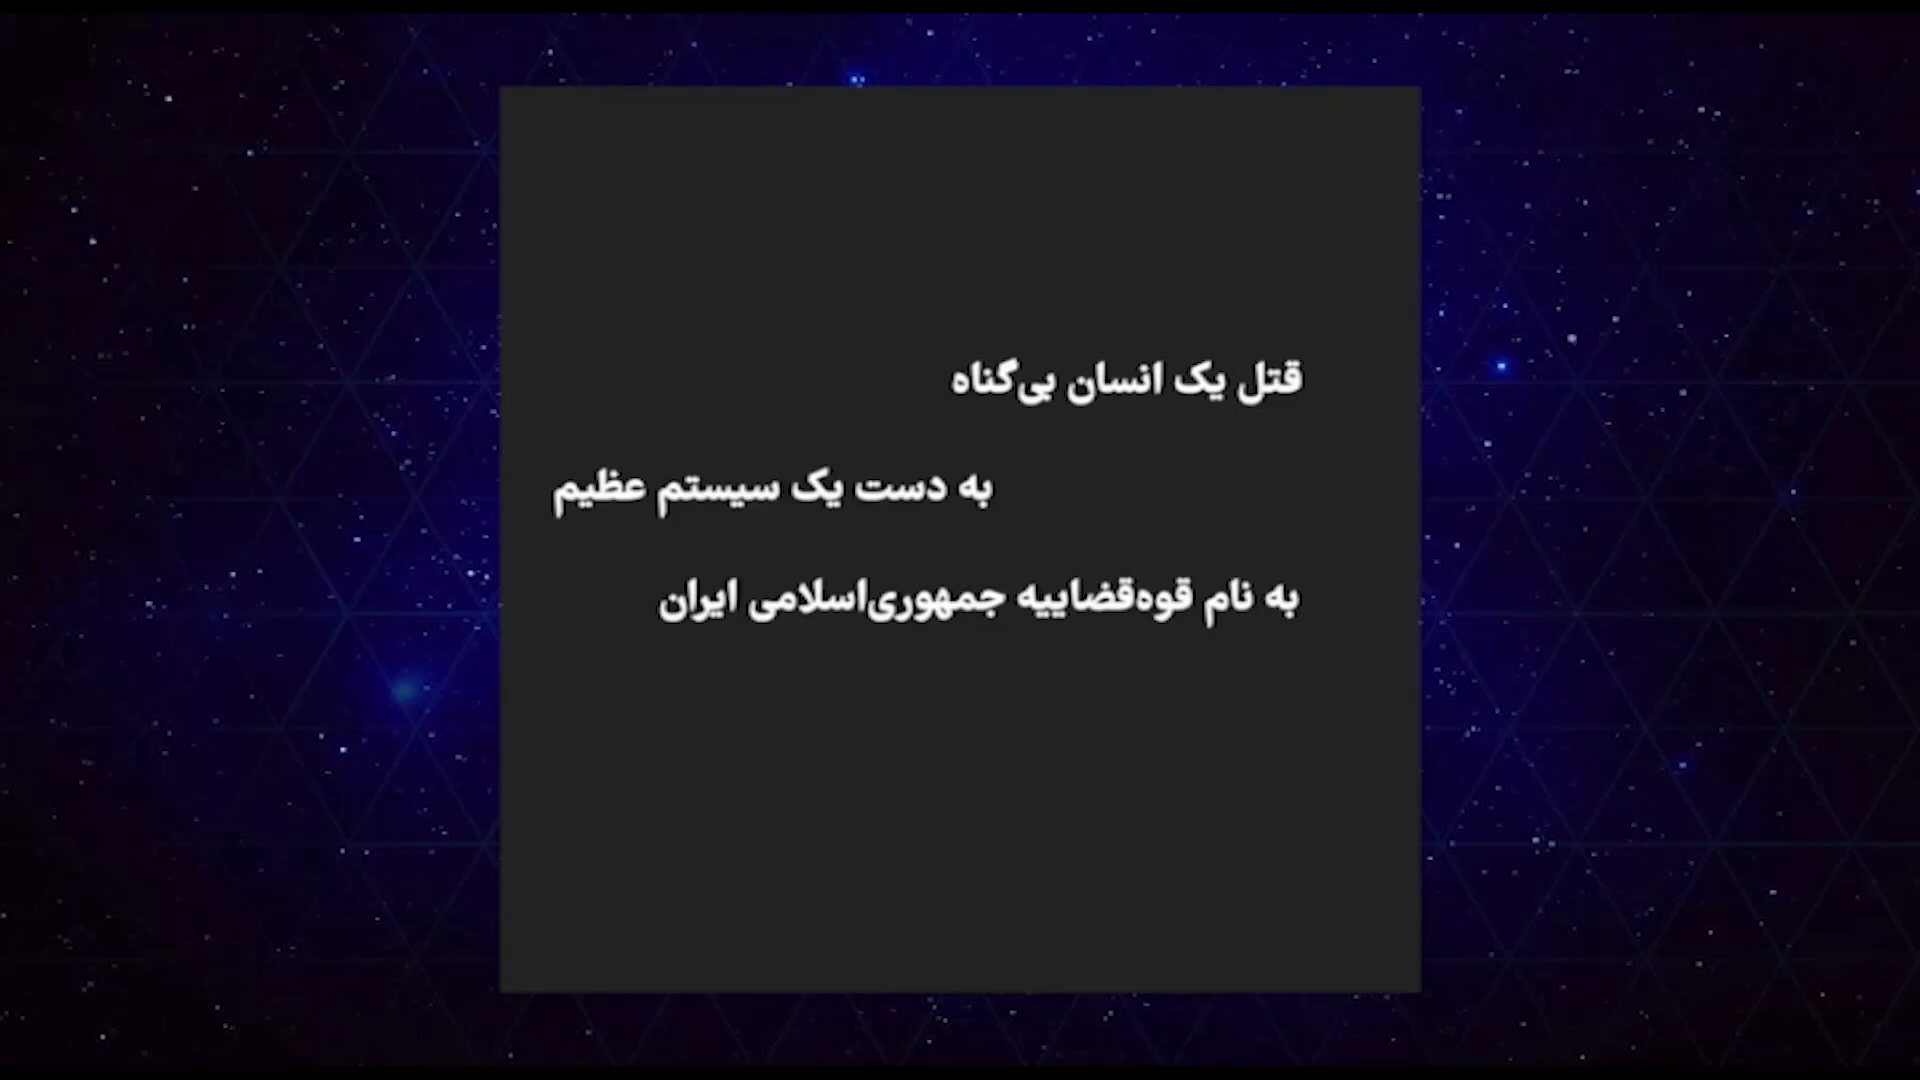 قتل یک انسان بی‌گناه
به دست یک سیستم عظیم
به نام قوه‌قضاییه جمهوری‌اسلامی ایران